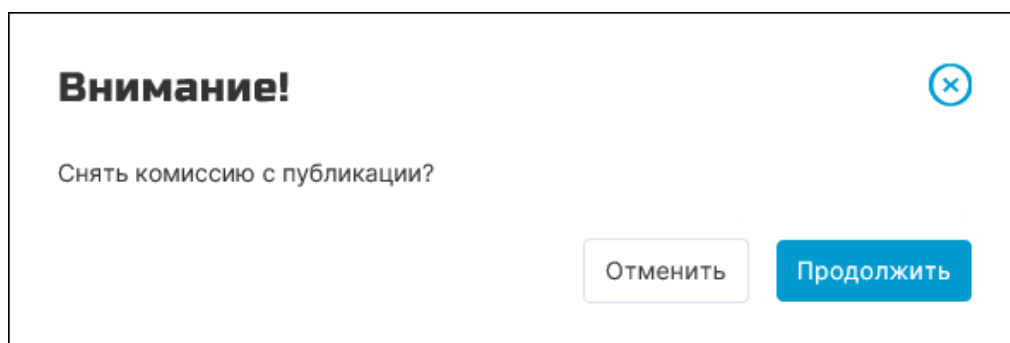 Внимание!
Снять комиссию с публикации?
Отменить
Продолжить